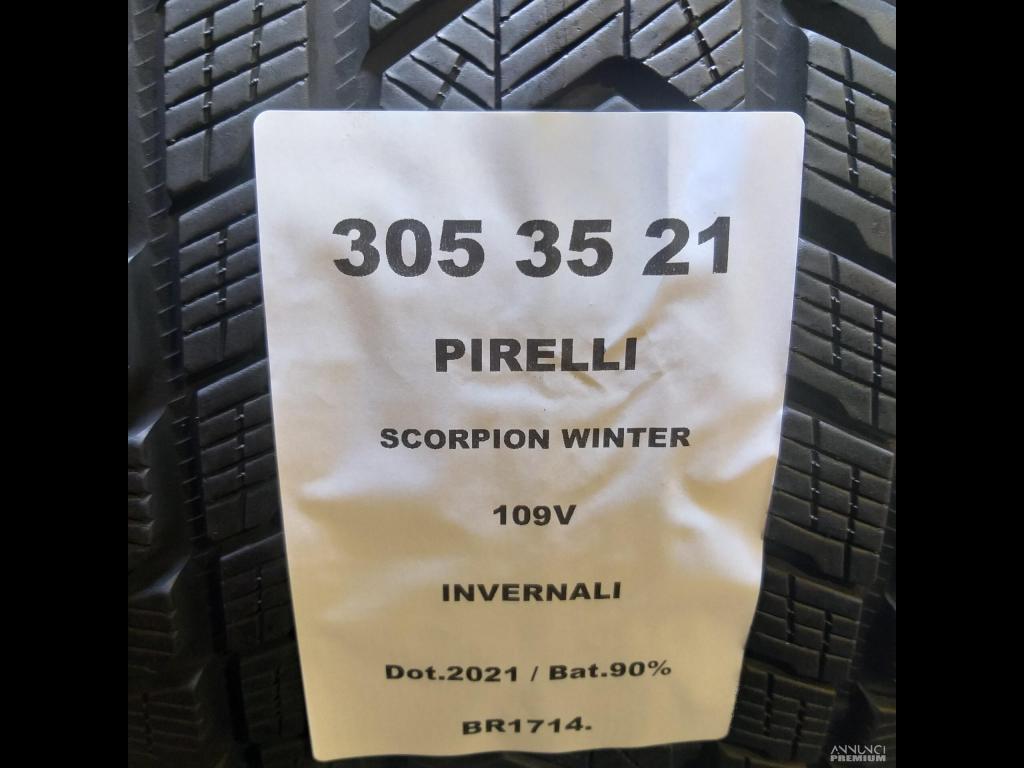 305 35 21
PIRELLI
SCORPION WINTER
109V
INVERNALI
Dot.2021 / Bat.90%
BR1714.
ANNUNCI
PREMIUM